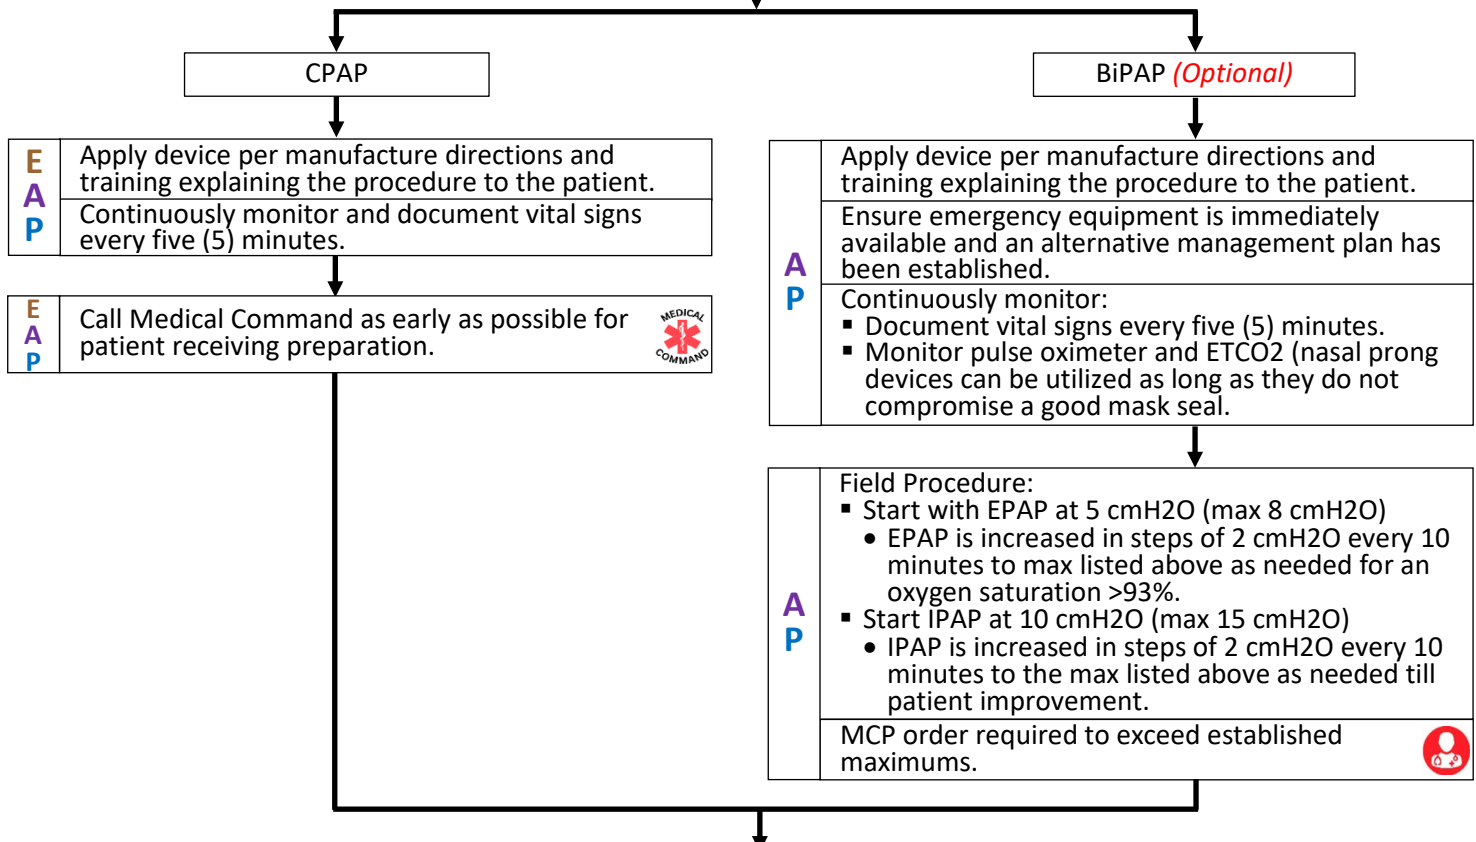 CPAP
E
A
P
Apply device per manufacture directions and
training explaining the procedure to the patient.
Continuously monitor and document vital signs
every five (5) minutes.
E
A
P
Call Medical Command as early as possible for
patient receiving preparation.
MEDICAL
COMMAND
BiPAP (Optional)
A
P
Apply device per manufacture directions and
training explaining the procedure to the patient.
Ensure emergency equipment is immediately
available and an alternative management plan has
been established.
Continuously monitor:
▪ Document vital signs every five (5) minutes.
▪ Monitor pulse oximeter and ETCO2 (nasal prong
devices can be utilized as long as they do not
compromise a good mask seal.
A
P
Field Procedure:
▪ Start with EPAP at 5 cmH2O (max 8 cmH2O)
• EPAP is increased in steps of 2 cmH2O every 10
minutes to max listed above as needed for an
oxygen saturation >93%.
▪ Start IPAP at 10 cmH2O (max 15 cmH2O)
• IPAP is increased in steps of 2 cmH2O every 10
minutes to the max listed above as needed till
patient improvement.
MCP order required to exceed established
maximums.